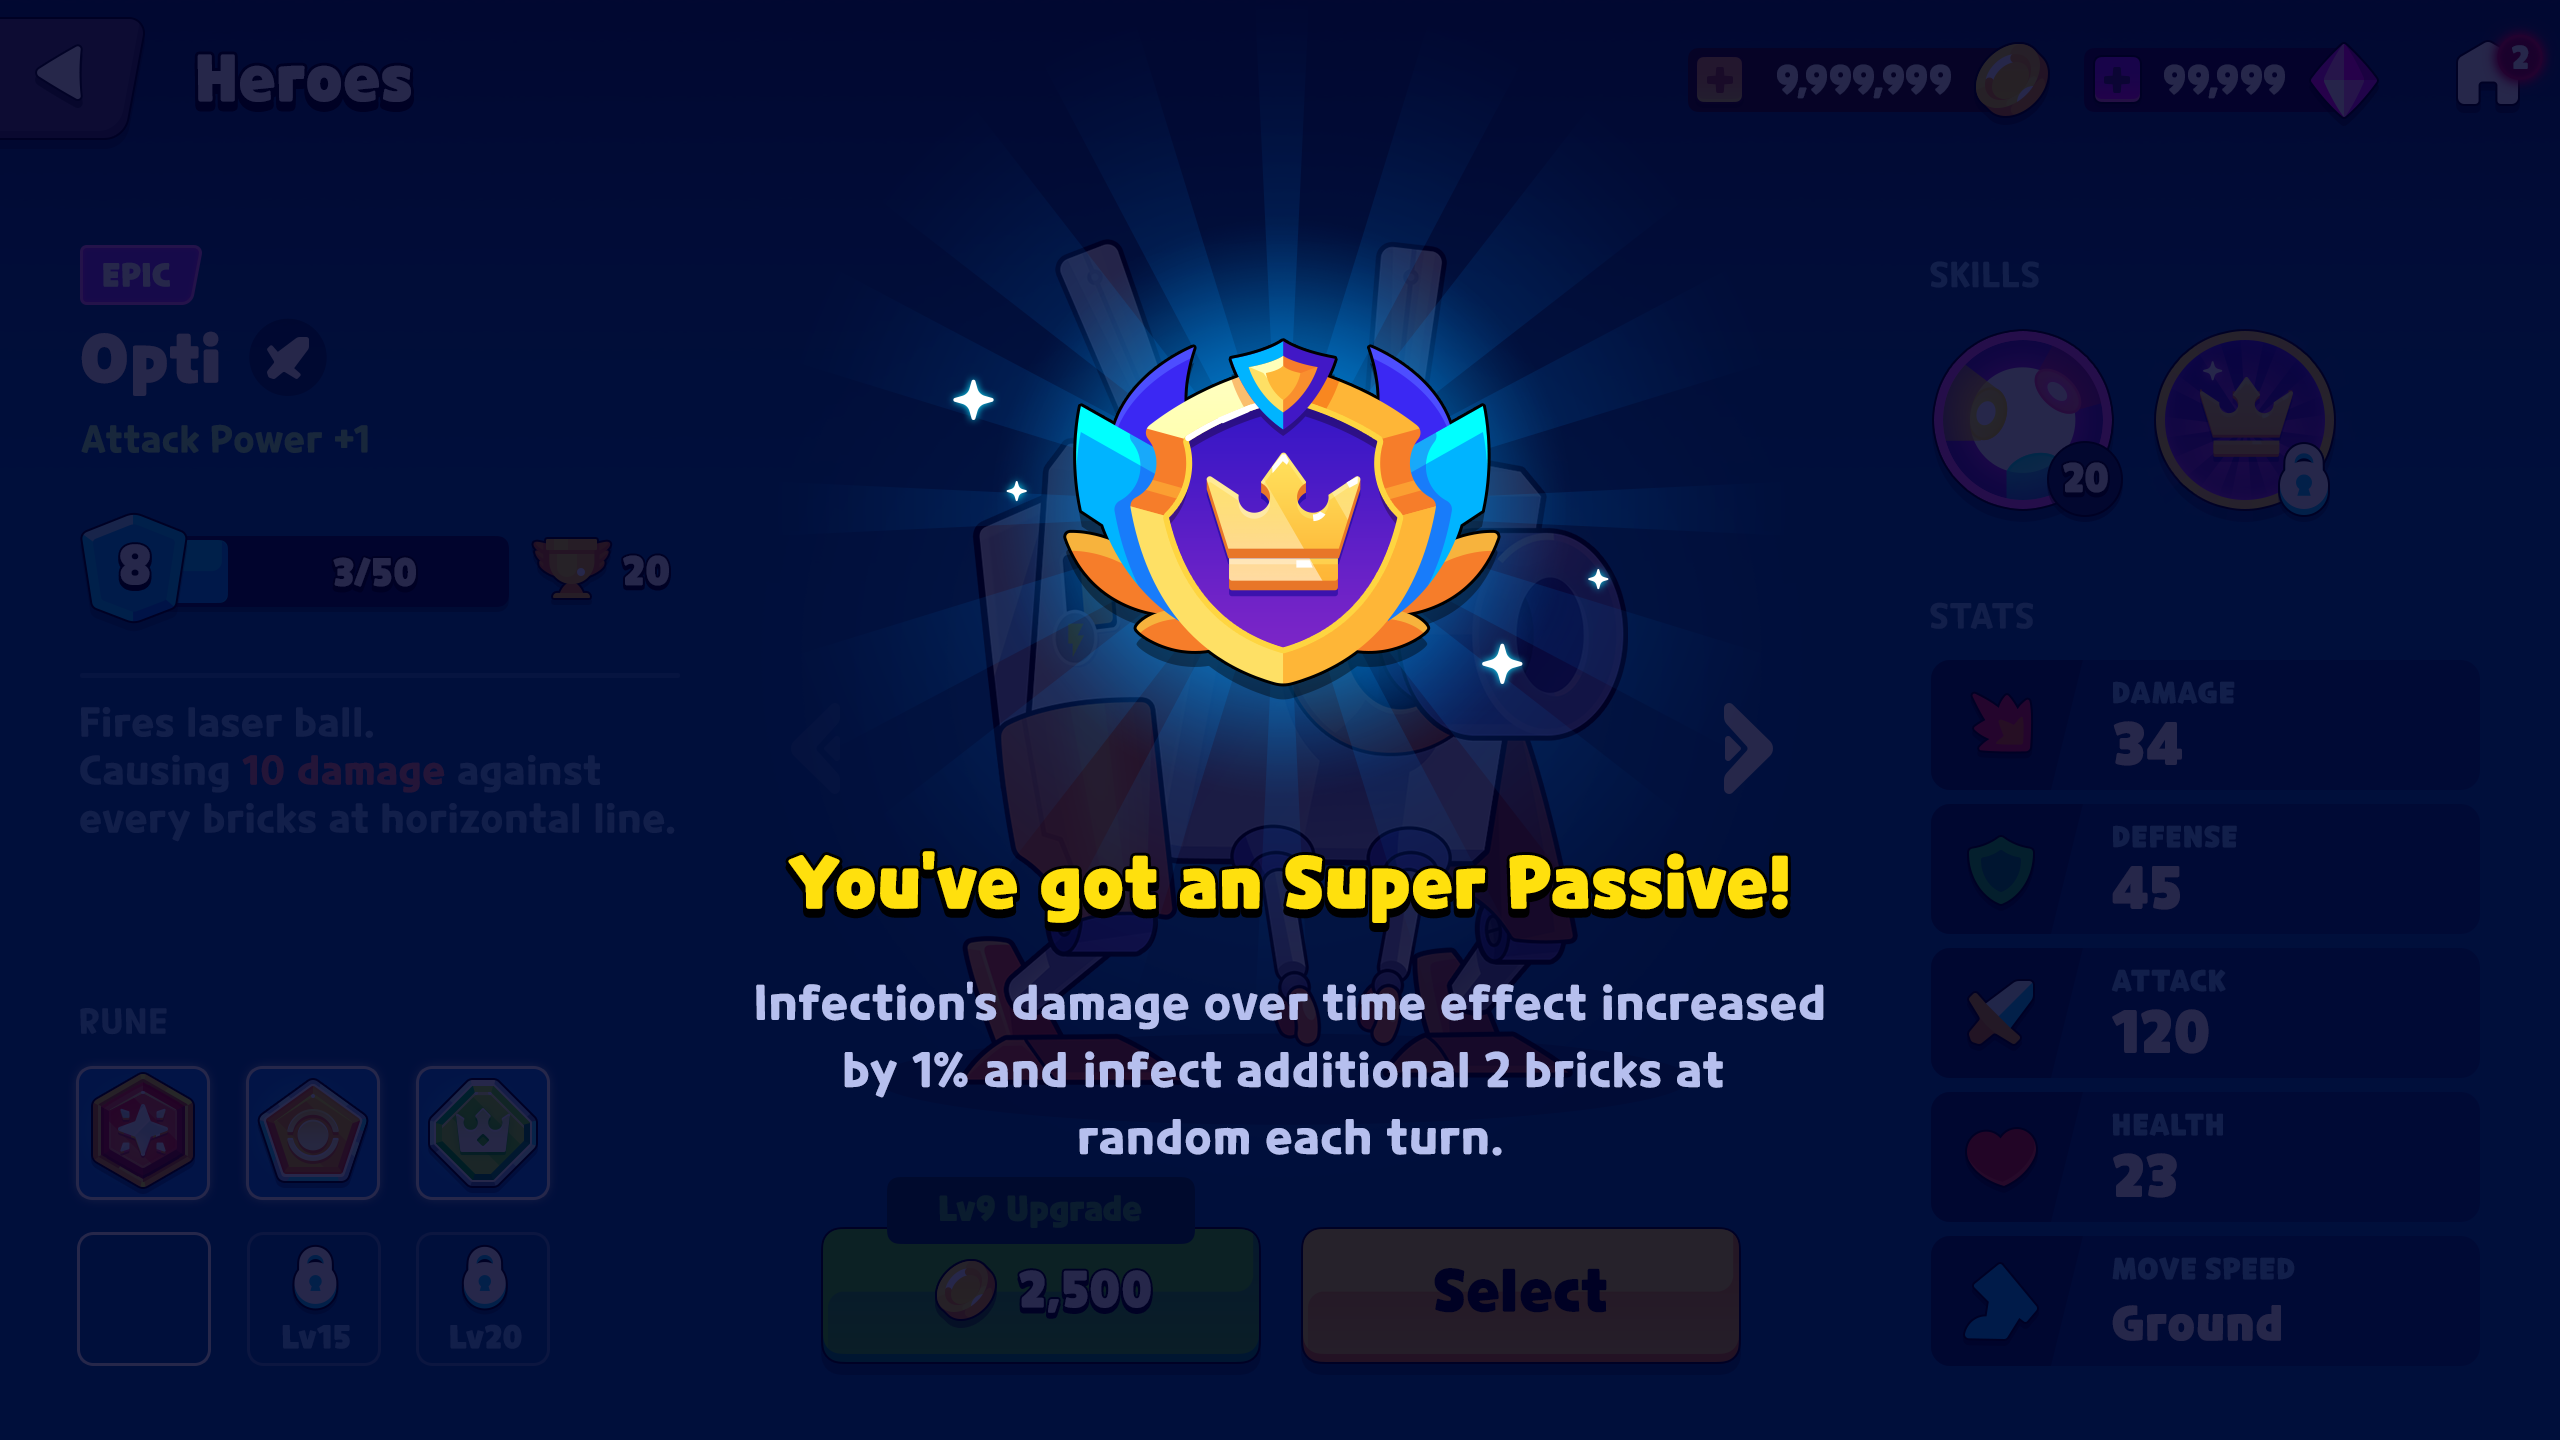 Heroes
9,999,999
99,999
2
EPIC
Opti
Attack Power +1
8
3/50
20
Fires laser ball.
Causing 10 damage against
every bricks at horizontal line.
RUNE
Lv15
Lv20
You've got an Super Passive!
Infection's damage over time effect increased
by 1% and infect additional 2 bricks at
random each turn.
Lv9 Upgrade
2,500
Select
SKILLS
20
STATS
DAMAGE
34
DEFENSE
45
ATTACK
120
HEALTH
23
MOVE SPEED
Ground